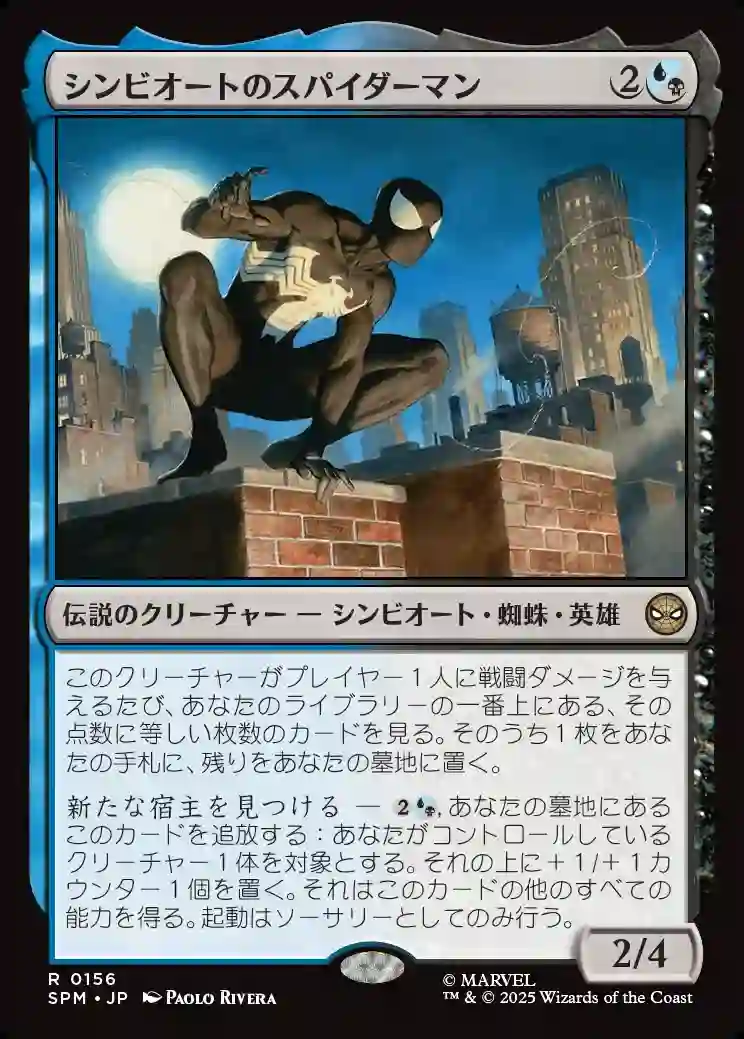 シンビオートのスパイダーマン 2
伝説のクリーチャー ― シンビオート・蜘蛛・英雄
このクリーチャーがプレイヤー1人に戦闘ダメージを与
えるたび、あなたのライブラリーの一番上にある、その
点数に等しい枚数のカードを見る。そのうち1枚をあな
たの手札に、残りをあなたの墓地に置く。
新たな宿主を見つける ― 2, あなたの墓地にある
このカードを追放する：あなたがコントロールしている
クリーチャー1体を対象とする。それの上に+1/+1カ
ウンター1個を置く。それはこのカードの他のすべての
能力を得る。起動はソーサリーとしてのみ行う。
2/4
R 0156
SPM・JP PAOLO RIVERA
© MARVEL
™ & © 2025 Wizards of the Coast